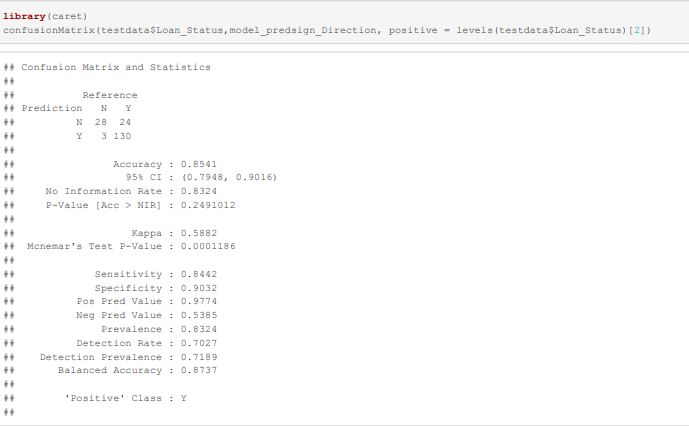 library(caret)
confusionMatrix(testdata$Loan_Status,model_predsign_Direction, positive = levels(testdata$Loan_Status)[2])
## Confusion Matrix and Statistics
##
##           Reference
## Prediction   N   Y
##          N  28  24
##          Y   3 130
##
##                Accuracy : 0.8541
##                  95% CI : (0.7948, 0.9016)
##     No Information Rate : 0.8324
##     P-Value [Acc > NIR] : 0.2491012
##
##                   Kappa : 0.5882
##  Mcnemar's Test P-Value : 0.0001186
##
##             Sensitivity : 0.8442
##             Specificity : 0.9032
##          Pos Pred Value : 0.9774
##          Neg Pred Value : 0.5385
##              Prevalence : 0.8324
##          Detection Rate : 0.7027
##    Detection Prevalence : 0.7189
##       Balanced Accuracy : 0.8737
##
##        'Positive' Class : Y
##